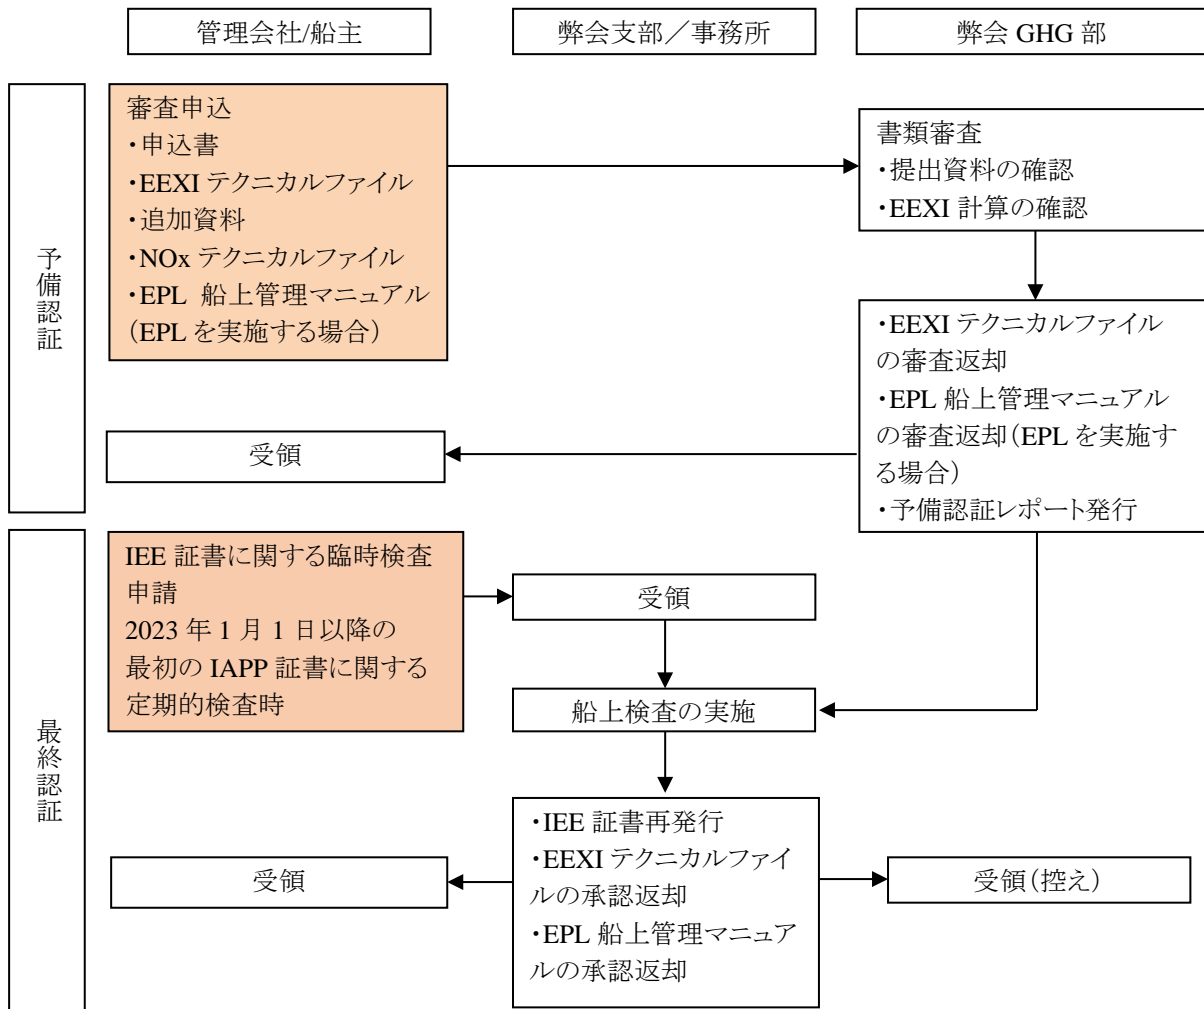 管理会社/船主
弊会支部／事務所
弊会 GHG 部
予備認証
審査申込
・申込書
・EEXI テクニカルファイル
・追加資料
・NOx テクニカルファイル
・EPL 船上管理マニュアル
（EPL を実施する場合）
書類審査
・提出資料の確認
・EEXI 計算の確認
・EEXI テクニカルファイル
の審査返却
・EPL 船上管理マニュアル
の審査返却（EPL を実施す
る場合）
・予備認証レポート発行
受領
最終認証
IEE 証書に関する臨時検査
申請
2023 年 1 月 1 日以降の
最初の IAPP 証書に関する
定期的検査時
受領
船上検査の実施
・IEE 証書再発行
・EEXI テクニカルファイ
ルの承認返却
・EPL 船上管理マニュア
ルの承認返却
受領
受領（控え）